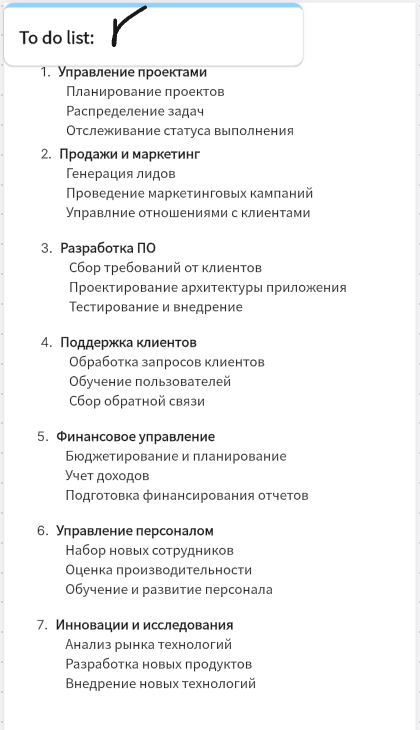 To do list: r
1. Управление проектами
Планирование проектов
Распределение задач
Отслеживание статуса выполнения
2. Продажи и маркетинг
Генерация лидов
Проведение маркетинговых кампаний
Управлние отношениями с клиентами
3. Разработка ПО
Сбор требований от клиентов
Проектирование архитектуры приложения
Тестирование и внедрение
4. Поддержка клиентов
Обработка запросов клиентов
Обучение пользователей
Сбор обратной связи
5. Финансовое управление
Бюджетирование и планирование
Учет доходов
Подготовка финансирования отчетов
6. Управление персоналом
Набор новых сотрудников
Оценка производительности
Обучение и развитие персонала
7. Инновации и исследования
Анализ рынка технологий
Разработка новых продуктов
Внедрение новых технологий